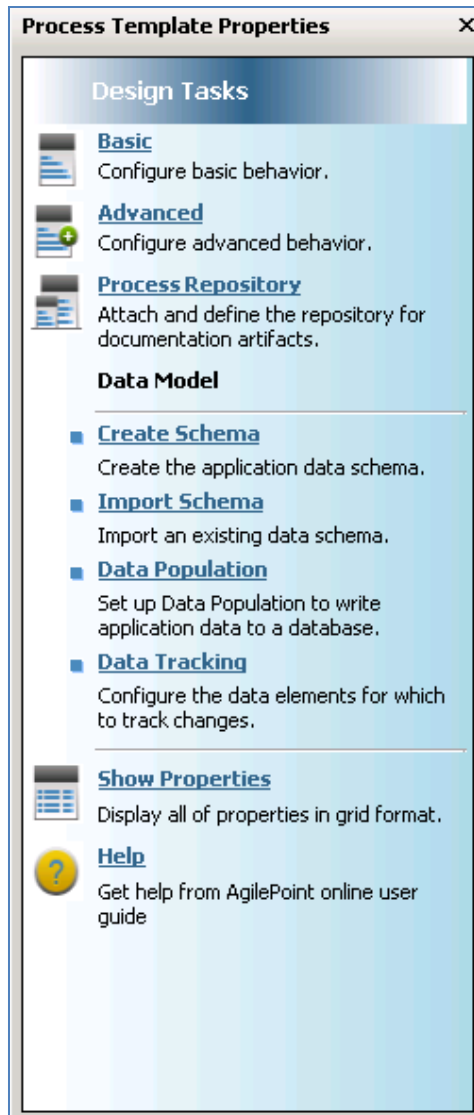 Process Template Properties
Design Tasks
Basic
Configure basic behavior.
Advanced
Configure advanced behavior.
Process Repository
Attach and define the repository for
documentation artifacts.
Data Model
Create Schema
Create the application data schema.
Import Schema
Import an existing data schema.
Data Population
Set up Data Population to write
application data to a database.
Data Tracking
Configure the data elements for which
to track changes.
Show Properties
Display all of properties in grid format.
Help
Get help from AgilePoint online user
guide